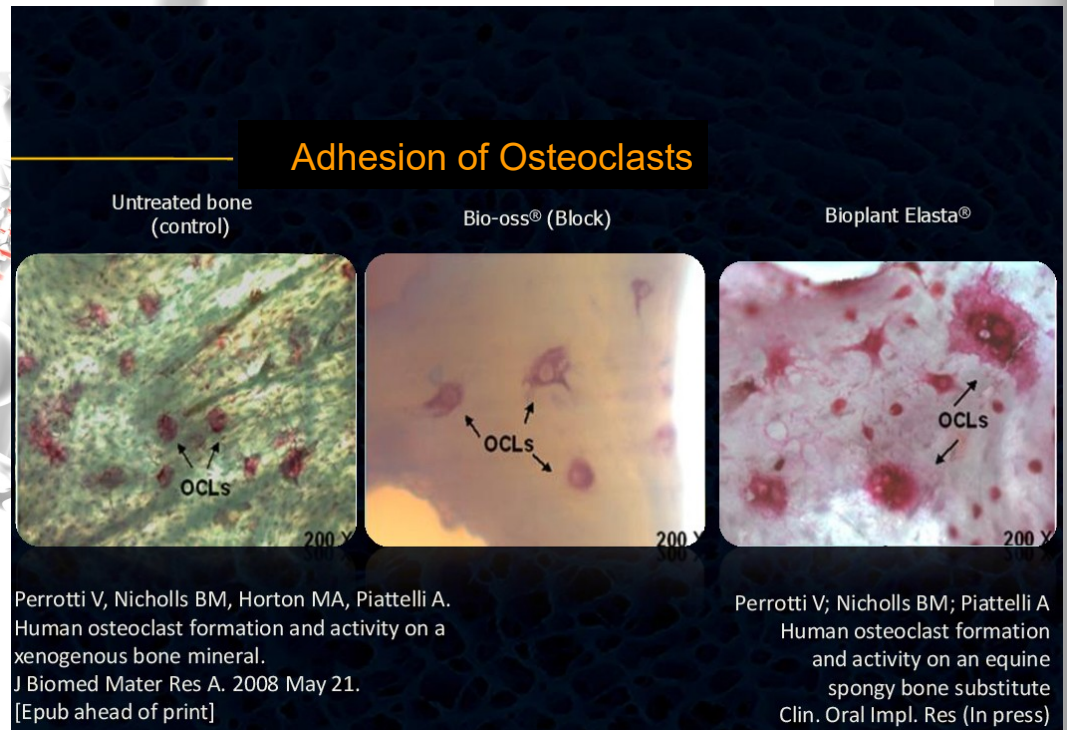 Adhesion of Osteoclasts
Untreated bone
(control)
Bio-oss® (Block)
Bioplant Elasta®
OCLs
200 X
OCLs
200 X
OCLs
200 X
Perrotti V, Nicholls BM, Horton MA, Piattelli A.
Human osteoclast formation and activity on a
xenogenous bone mineral.
J Biomed Mater Res A. 2008 May 21.
[Epub ahead of print]
Perrotti V; Nicholls BM; Piattelli A
Human osteoclast formation
and activity on an equine
spongy bone substitute
Clin. Oral Impl. Res (In press)